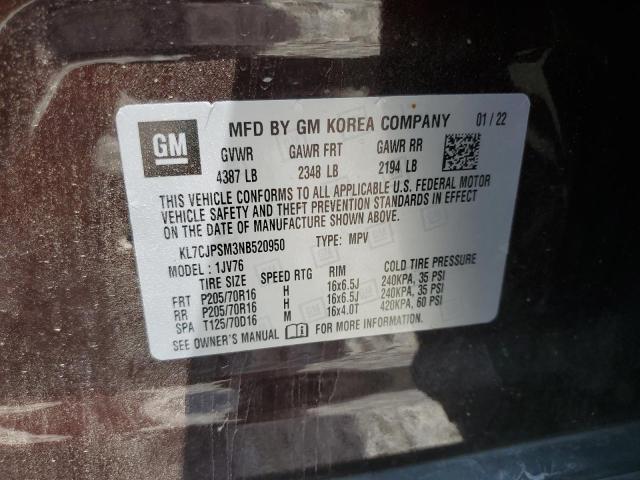 GM MFD BY GM KOREA COMPANY 01 / 22
GVWR GAWR FRT GAWR RR
4387 LB 2348 LB 2194 LB
THIS VEHICLE CONFORMS TO ALL APPLICABLE U.S. FEDERAL MOTOR
VEHICLE SAFETY AND THEFT PREVENTION STANDARDS IN EFFECT
ON THE DATE OF MANUFACTURE SHOWN ABOVE.
KL7CJPSM3NB520950 TYPE: MPV
MODEL : 1JV76
TIRE SIZE SPEED RTG RIM COLD TIRE PRESSURE
FRT P205/70R16 H 16x6.5J 240KPA, 35 PSI
RR P205/70R16 H 16x6.5J 240KPA, 35 PSI
SPA T125/70D16 M 16x4.0T 420KPA, 60 PSI
SEE OWNER'S MANUAL FOR MORE INFORMATION.